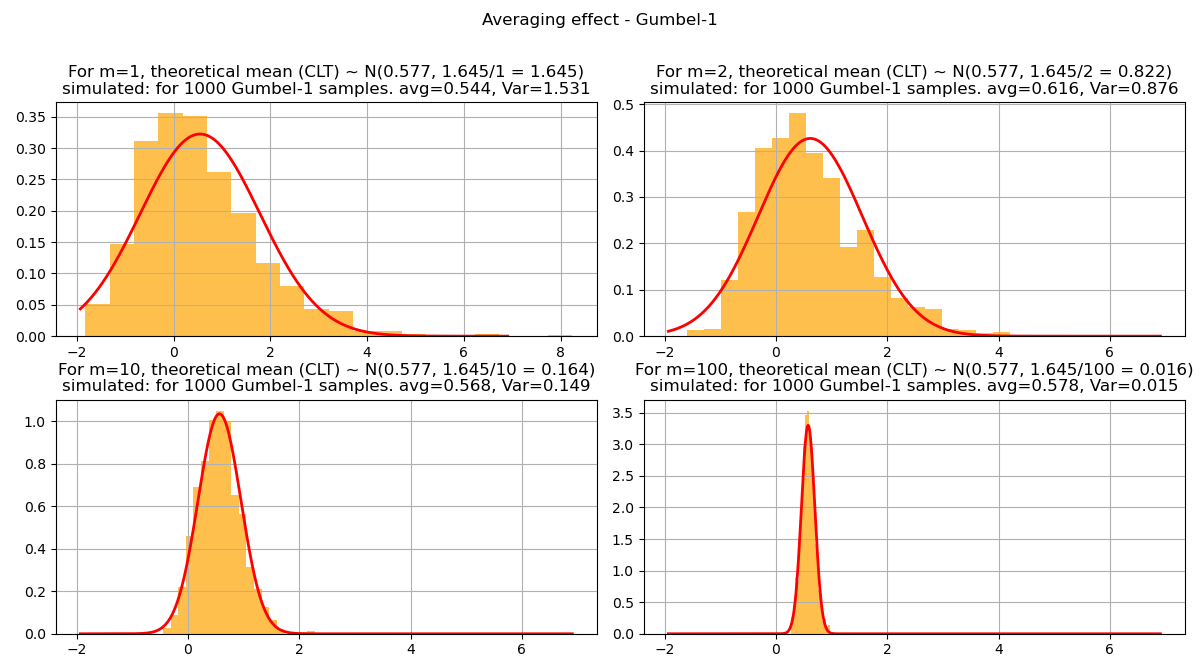 Averaging effect - Gumbel-1
For m=1, theoretical mean (CLT) ~ N(0.577, 1.645/1 = 1.645)
simulated: for 1000 Gumbel-1 samples. avg=0.544, Var=1.531
0.35
0.30
0.25
0.20
0.15
0.10
0.05
0.00
−2 0 2 4 6 8
For m=2, theoretical mean (CLT) ~ N(0.577, 1.645/2 = 0.822)
simulated: for 1000 Gumbel-1 samples. avg=0.616, Var=0.876
0.5
0.4
0.3
0.2
0.1
0.0
−2 0 2 4 6
For m=10, theoretical mean (CLT) ~ N(0.577, 1.645/10 = 0.164)
simulated: for 1000 Gumbel-1 samples. avg=0.568, Var=0.149
1.0
0.8
0.6
0.4
0.2
0.0
−2 0 2 4 6
For m=100, theoretical mean (CLT) ~ N(0.577, 1.645/100 = 0.016)
simulated: for 1000 Gumbel-1 samples. avg=0.578, Var=0.015
3.5
3.0
2.5
2.0
1.5
1.0
0.5
0.0
−2 0 2 4 6